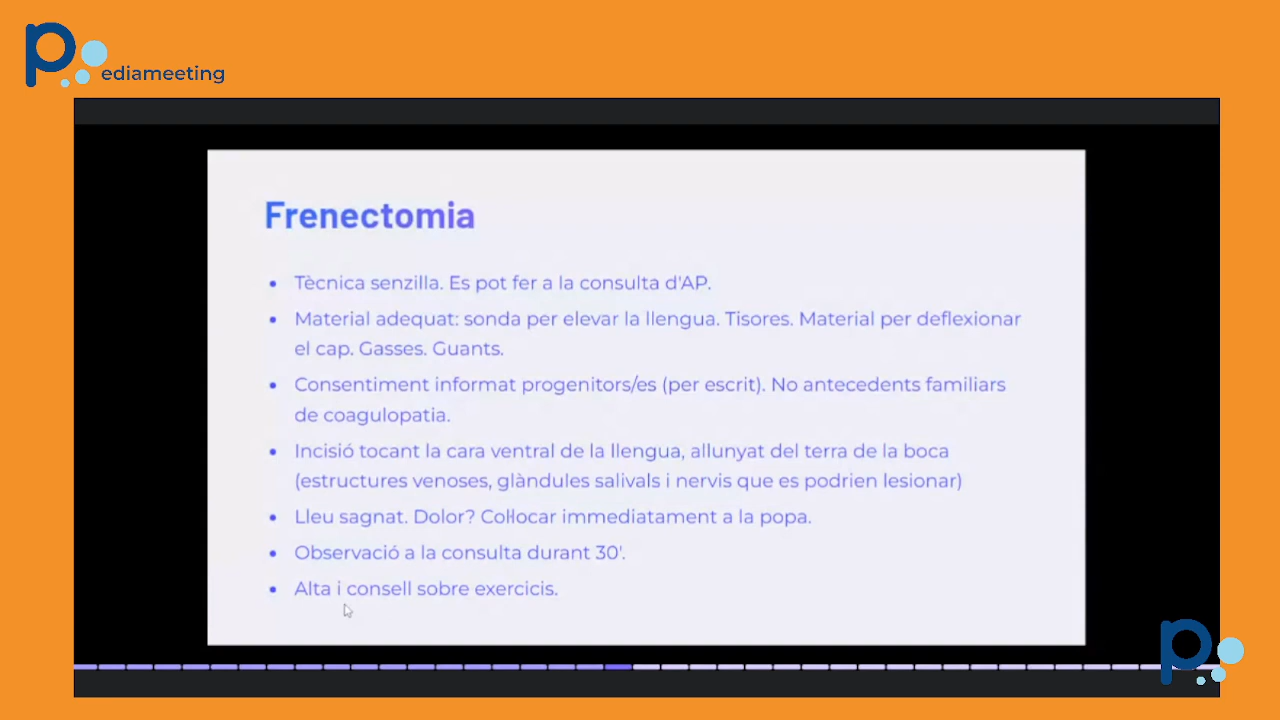 pediameeting
Frenectomia
• Tècnica senzilla. Es pot fer a la consulta d'AP.
• Material adequat: sonda per elevar la llengua. Tisores. Material per deflexionar
el cap. Gasses. Guants.
• Consentiment informat progenitors/es (per escrit). No antecedents familiars
de coagulopatia.
• Incisió tocant la cara ventral de la llengua, allunyat del terra de la boca
(estructures venoses, glàndules salivals i nervis que es podrien lesionar)
• Lleu sagnat. Dolor? Col·locar immediatament a la popa.
• Observació a la consulta durant 30'.
• Alta i consell sobre exercicis.
p